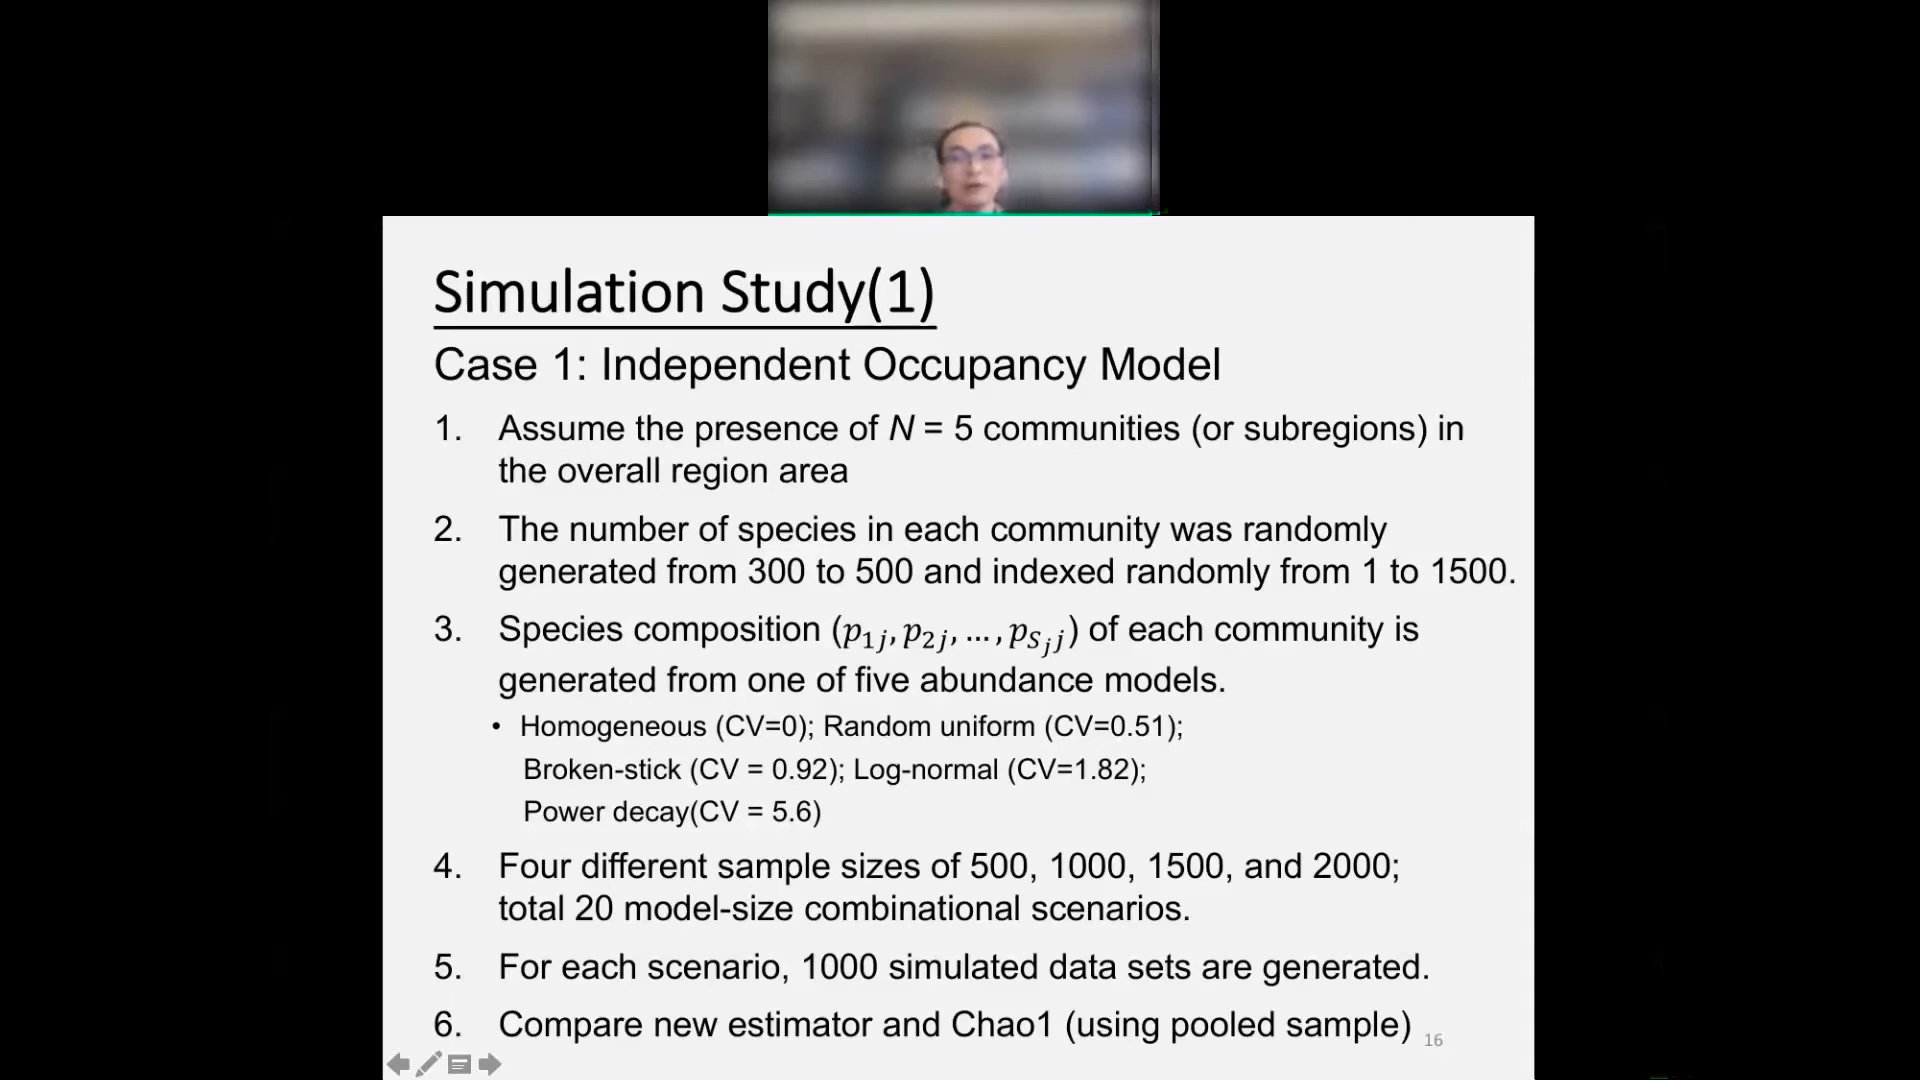 Simulation Study(1)
Case 1: Independent Occupancy Model
1. Assume the presence of N = 5 communities (or subregions) in
the overall region area
2. The number of species in each community was randomly
generated from 300 to 500 and indexed randomly from 1 to 1500.
3. Species composition (p₁ⱼ, p₂ⱼ, … , p_{S_j j}) of each community is
generated from one of five abundance models.
• Homogeneous (CV=0); Random uniform (CV=0.51);
Broken-stick (CV = 0.92); Log-normal (CV=1.82);
Power decay(CV = 5.6)
4. Four different sample sizes of 500, 1000, 1500, and 2000;
total 20 model-size combinational scenarios.
5. For each scenario, 1000 simulated data sets are generated.
6. Compare new estimator and Chao1 (using pooled sample)
16